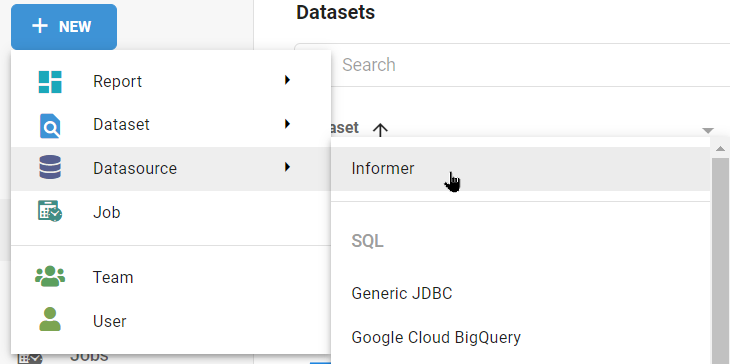 + NEW
Datasets
Search
Report
Dataset
Datasource
Job
Team
User
Jobs
aset
Informer
SQL
Generic JDBC
Google Cloud BigQuery